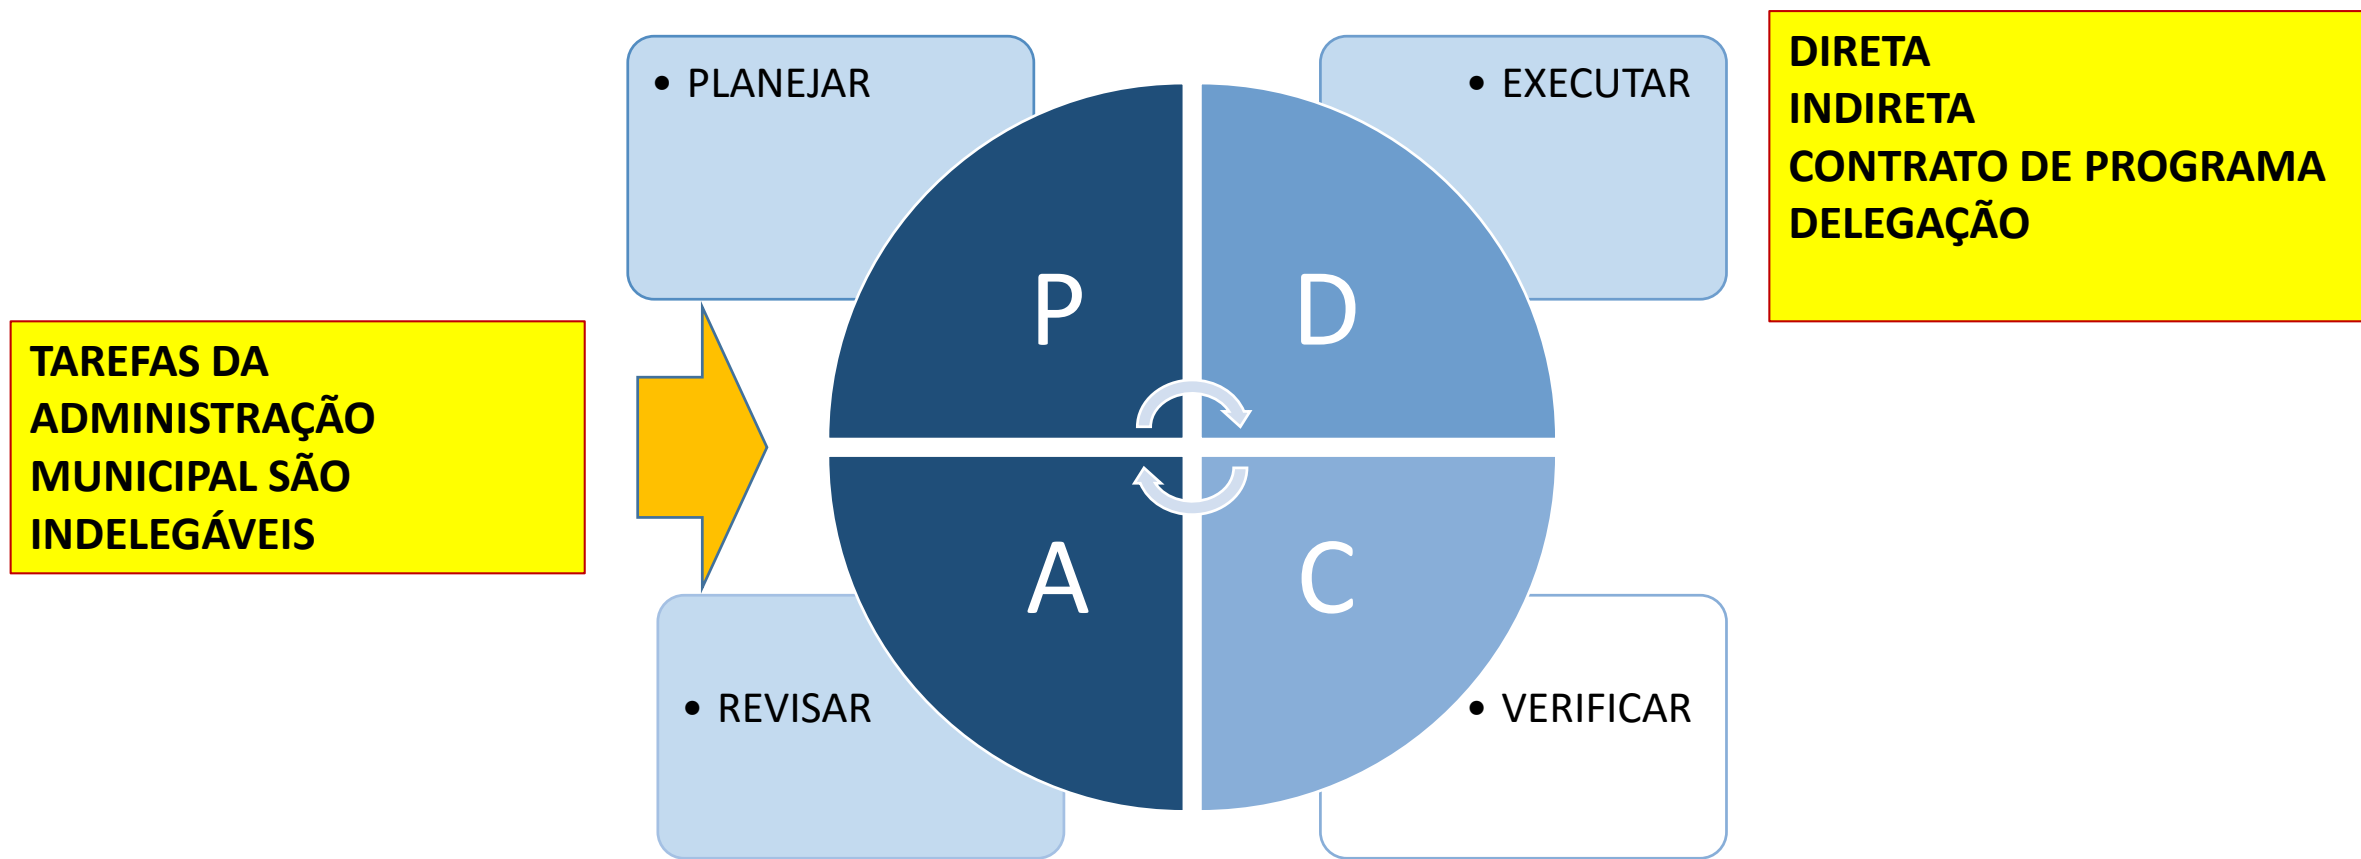 • PLANEJAR
• EXECUTAR
DIRETA
INDIRETA
CONTRATO DE PROGRAMA
DELEGAÇÃO
P
D
TAREFAS DA
ADMINISTRAÇÃO
MUNICIPAL SÃO
INDELEGÁVEIS
A
C
• REVISAR
• VERIFICAR